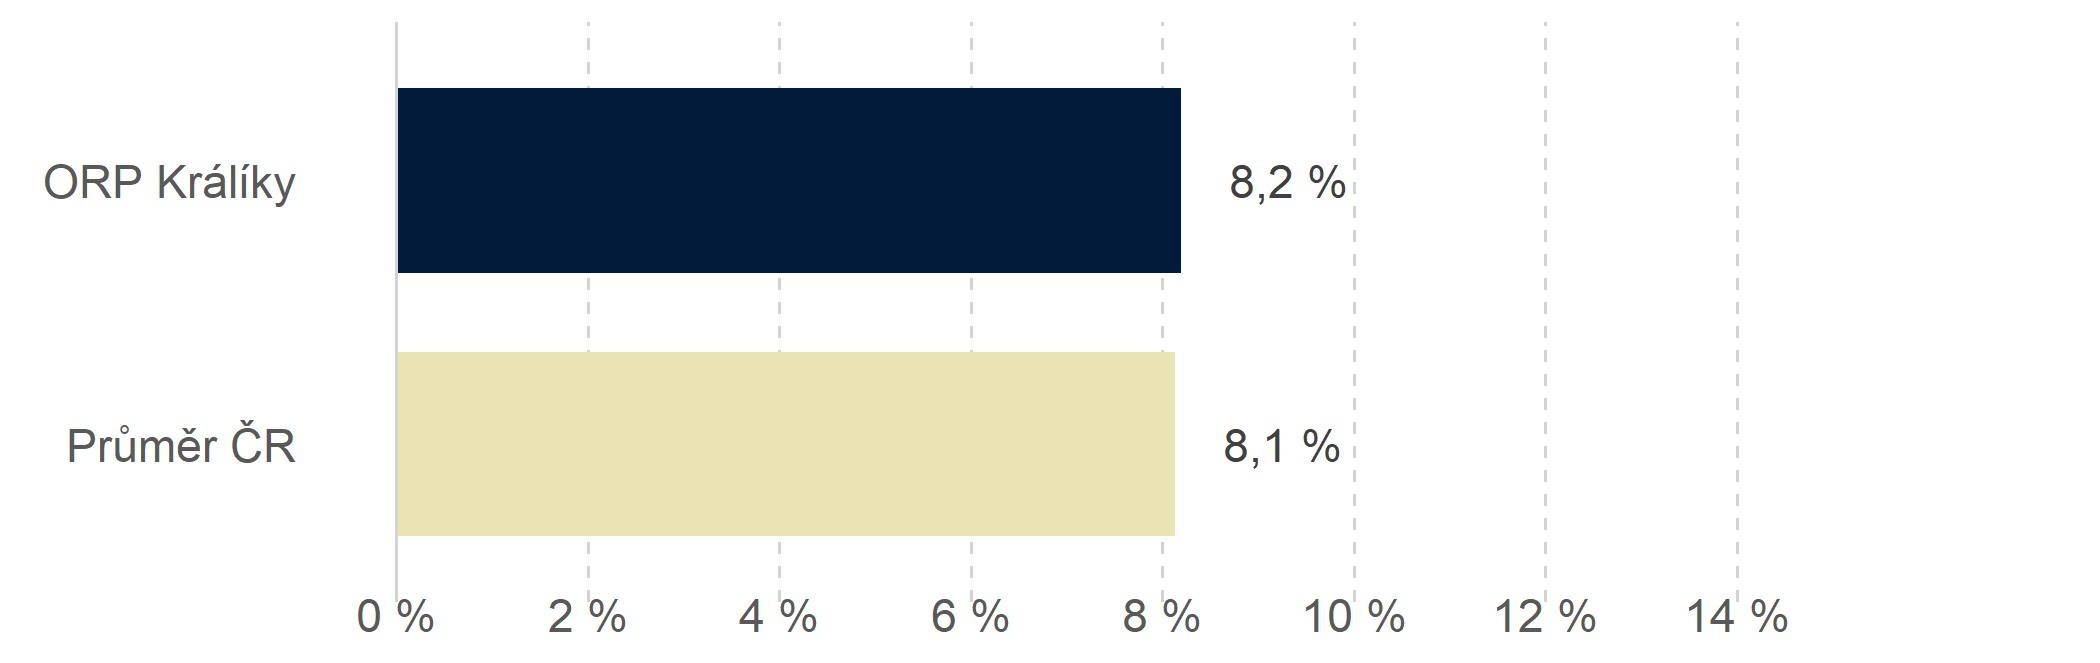 ORP Králíky
8,2 %
Průměr ČR
8,1 %
0 % 2 % 4 % 6 % 8 % 10 % 12 % 14 %